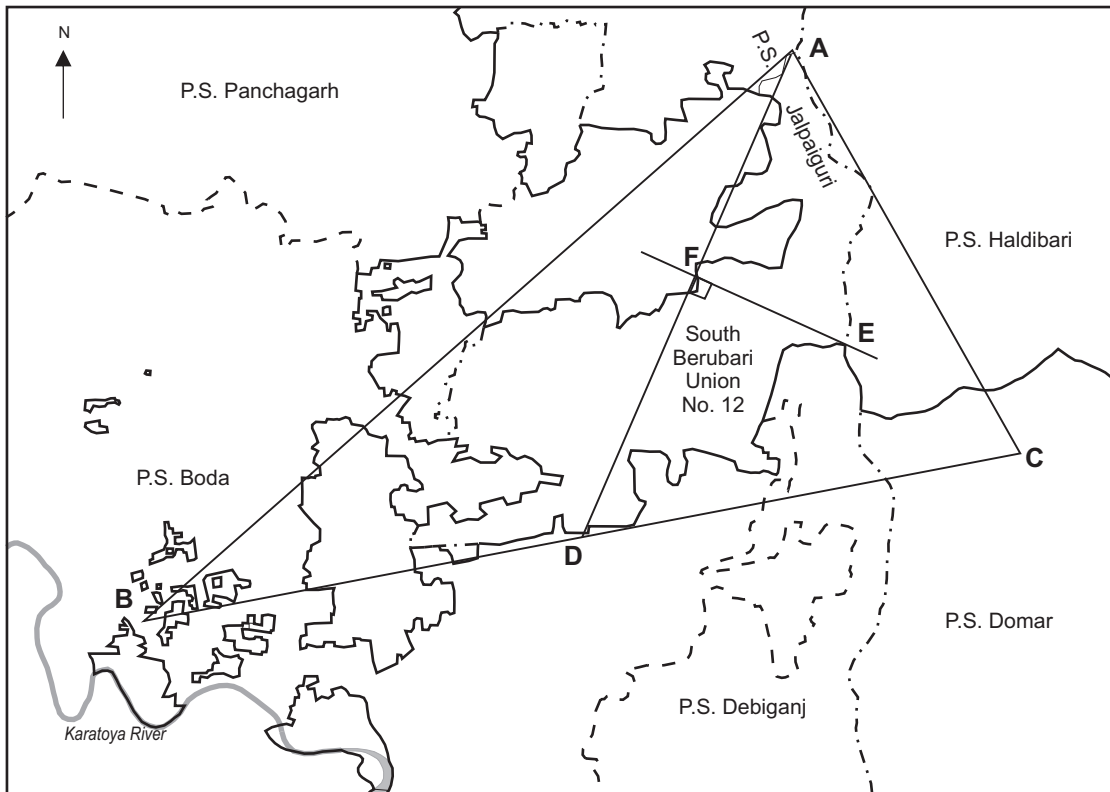 N
A
P.S. Panchagarh
P.S.
Jalpaiguri
P.S. Haldibari
F
E
South
Berubari
Union
No. 12
C
P.S. Boda
D
B
P.S. Domar
P.S. Debiganj
Karatoya River